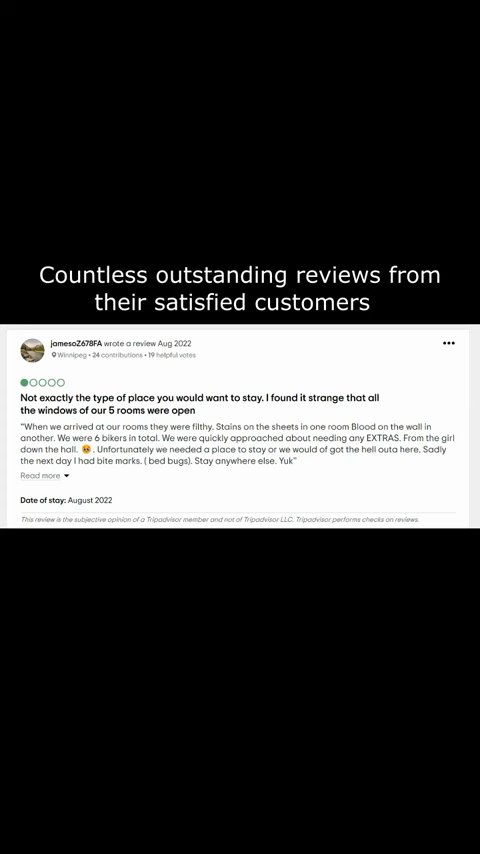 Countless outstanding reviews from
their satisfied customers
jamesoZ678FA wrote a review Aug 2022
Winnipeg • 24 contributions • 19 helpful votes
Not exactly the type of place you would want to stay. I found it strange that all
the windows of our 5 rooms were open
"When we arrived at our rooms they were filthy. Stains on the sheets in one room Blood on the wall in
another. We were 6 bikers in total. We were quickly approached about needing any EXTRAS. From the girl
down the hall. 😡. Unfortunately we needed a place to stay or we would of got the hell outa here. Sadly
the next day I had bite marks. ( bed bugs). Stay anywhere else. Yuk"
Read more
Date of stay: August 2022
This review is the subjective opinion of a Tripadvisor member and not of Tripadvisor LLC. Tripadvisor performs checks on reviews.